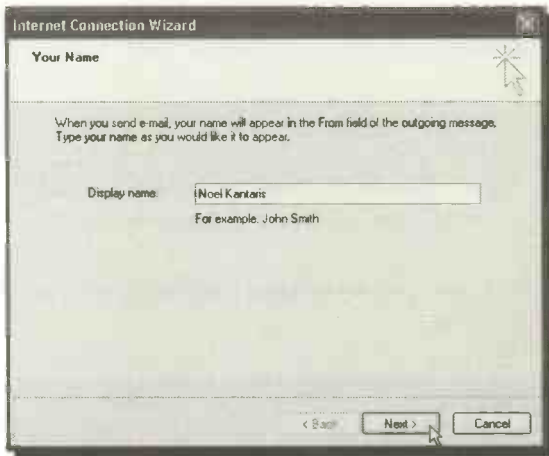 Internet Connection Wizard
Your Name
When you send e-mail, your name will appear in the From field of the outgoing message.
Type your name as you would like it to appear.
Display name: Noel Kantaris
For example: John Smith
< Back Next > Cancel